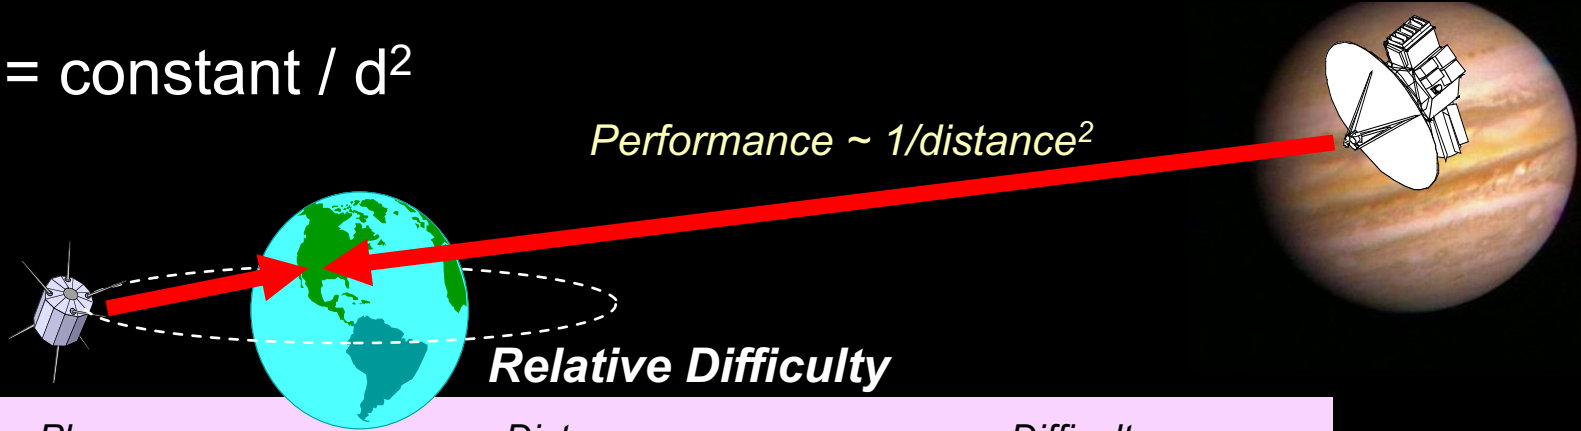 = constant / d²
Performance ~ 1/distance²
Relative Difficulty